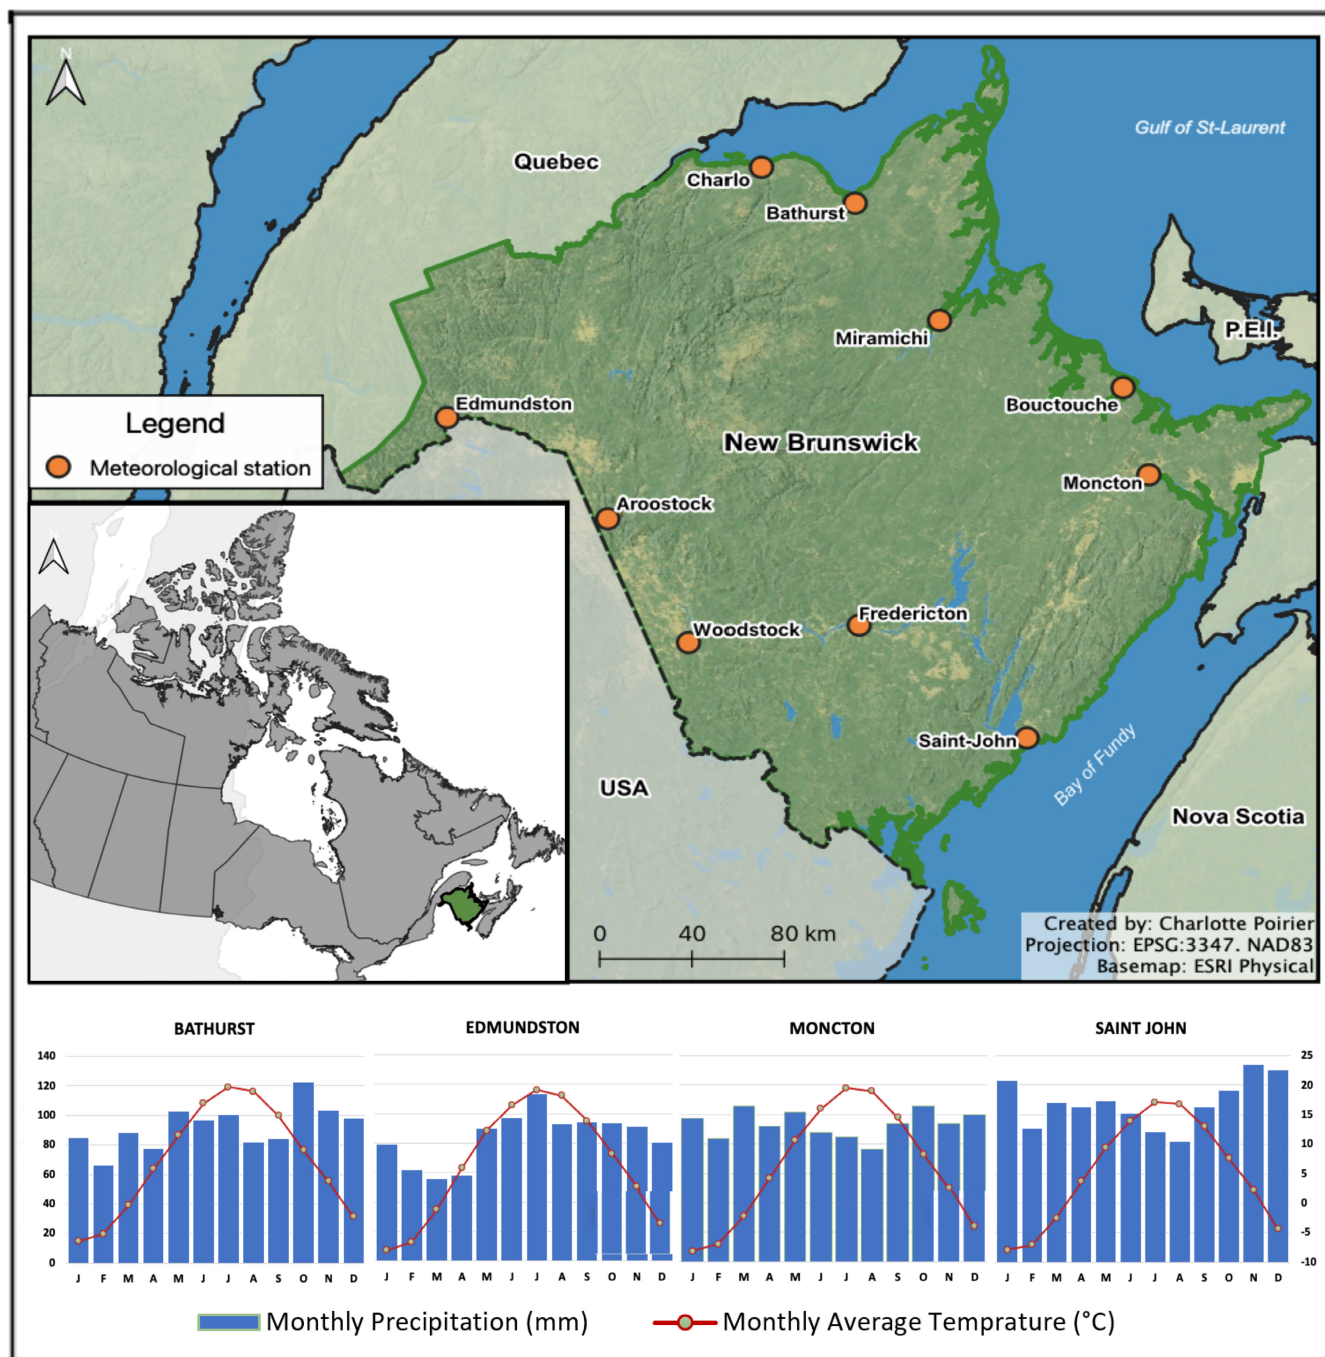 N
Gulf of St-Laurent
Quebec
Charlo
Bathurst
P.E.I.
Miramichi
Edmundston
Bouctouche
Legend
New Brunswick
Meteorological station
Moncton
Aroostock
Fredericton
Woodstock
Saint-John
Bay of Fundy
USA
Nova Scotia
0 40 80 km
Created by: Charlotte Poirier
Projection: EPSG:3347. NAD83
Basemap: ESRI Physical
BATHURST EDMUNDSTON MONCTON SAINT JOHN
140 25
120 20
100 15
80 10
60 5
40 0
20 -5
0 -10
J F M A M J J A S O N D J F M A M J J A S O N D J F M A M J J A S O N D J F M A M J J A S O N D
Monthly Precipitation (mm) Monthly Average Temprature (°C)